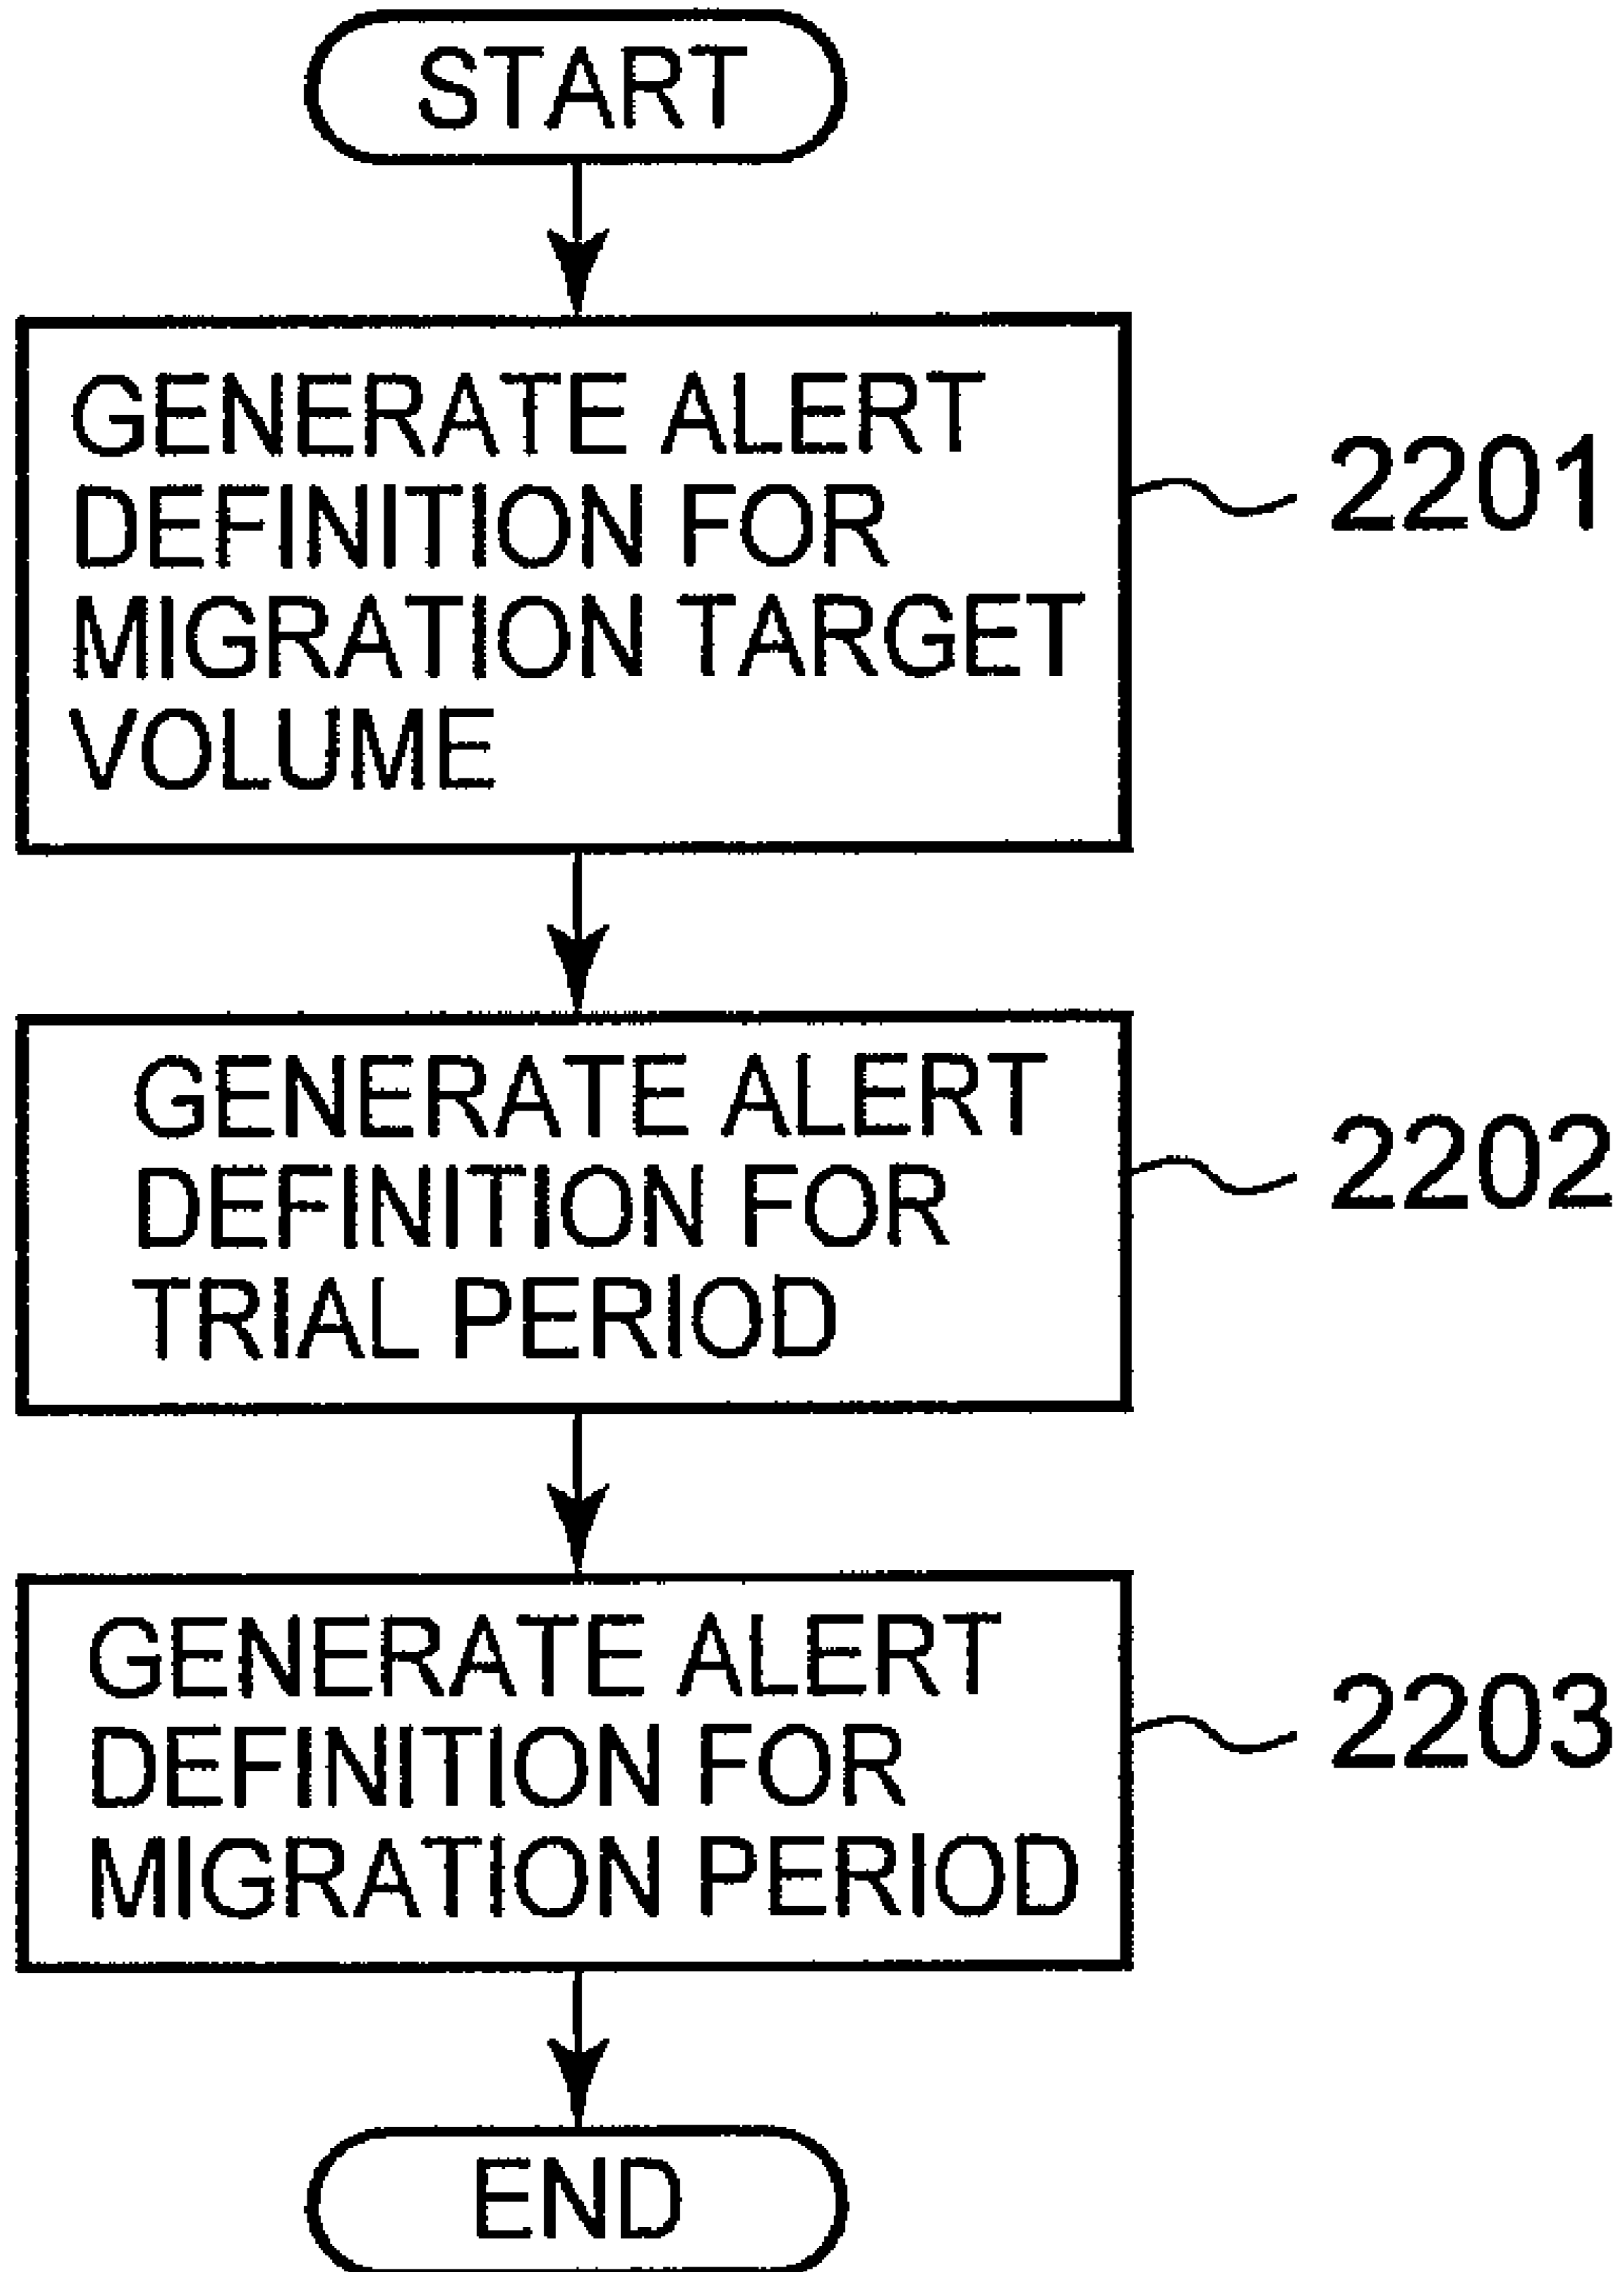 START
GENERATE ALERT
DEFINITION FOR
MIGRATION TARGET
VOLUME
2201
GENERATE ALERT
DEFINITION FOR
TRIAL PERIOD
2202
GENERATE ALERT
DEFINITION FOR
MIGRATION PERIOD
2203
END